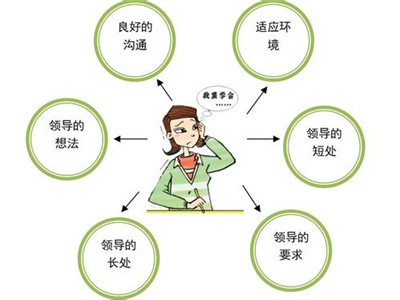 良好的
沟通
适应环
境
我要学会
......
领导的
想法
领导的
短处
领导的
长处
领导的
要求